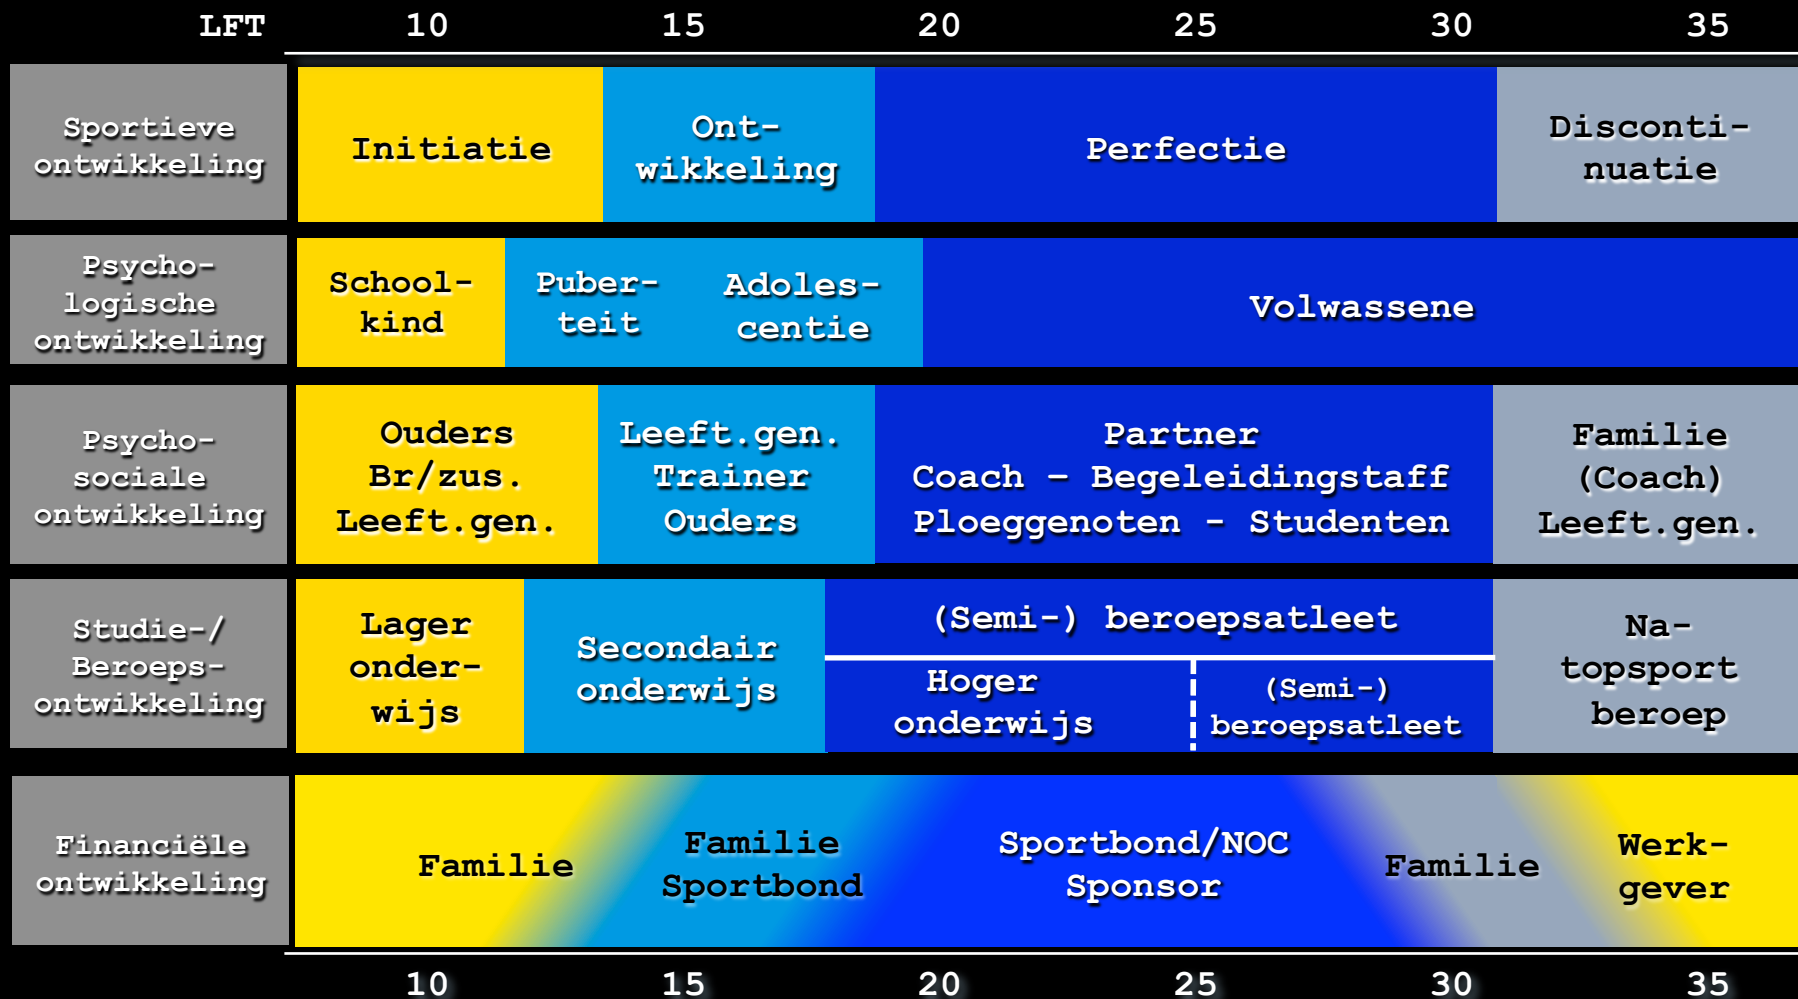 LFT 10 15 20 25 30 35
Sportieve
ontwikkeling
Initiatie
Ont-
wikkeling
Perfectie
Disconti-
nuatie
Psycho-
logische
ontwikkeling
School-
kind
Puber-
teit
Adoles-
centie
Volwassene
Psycho-
sociale
ontwikkeling
Ouders
Br/zus.
Leeft.gen.
Leeft.gen.
Trainer
Ouders
Partner
Coach – Begeleidingstaff
Ploeggenoten - Studenten
Familie
(Coach)
Leeft.gen.
Studie-/
Beroeps-
ontwikkeling
Lager
onder-
wijs
Secondair
onderwijs
(Semi-) beroepsatleet
Hoger
onderwijs
(Semi-)
beroepsatleet
Na-
topsport
beroep
Financiële
ontwikkeling
Familie
Familie
Sportbond
Sportbond/NOC
Sponsor
Familie
Werk-
gever
10 15 20 25 30 35